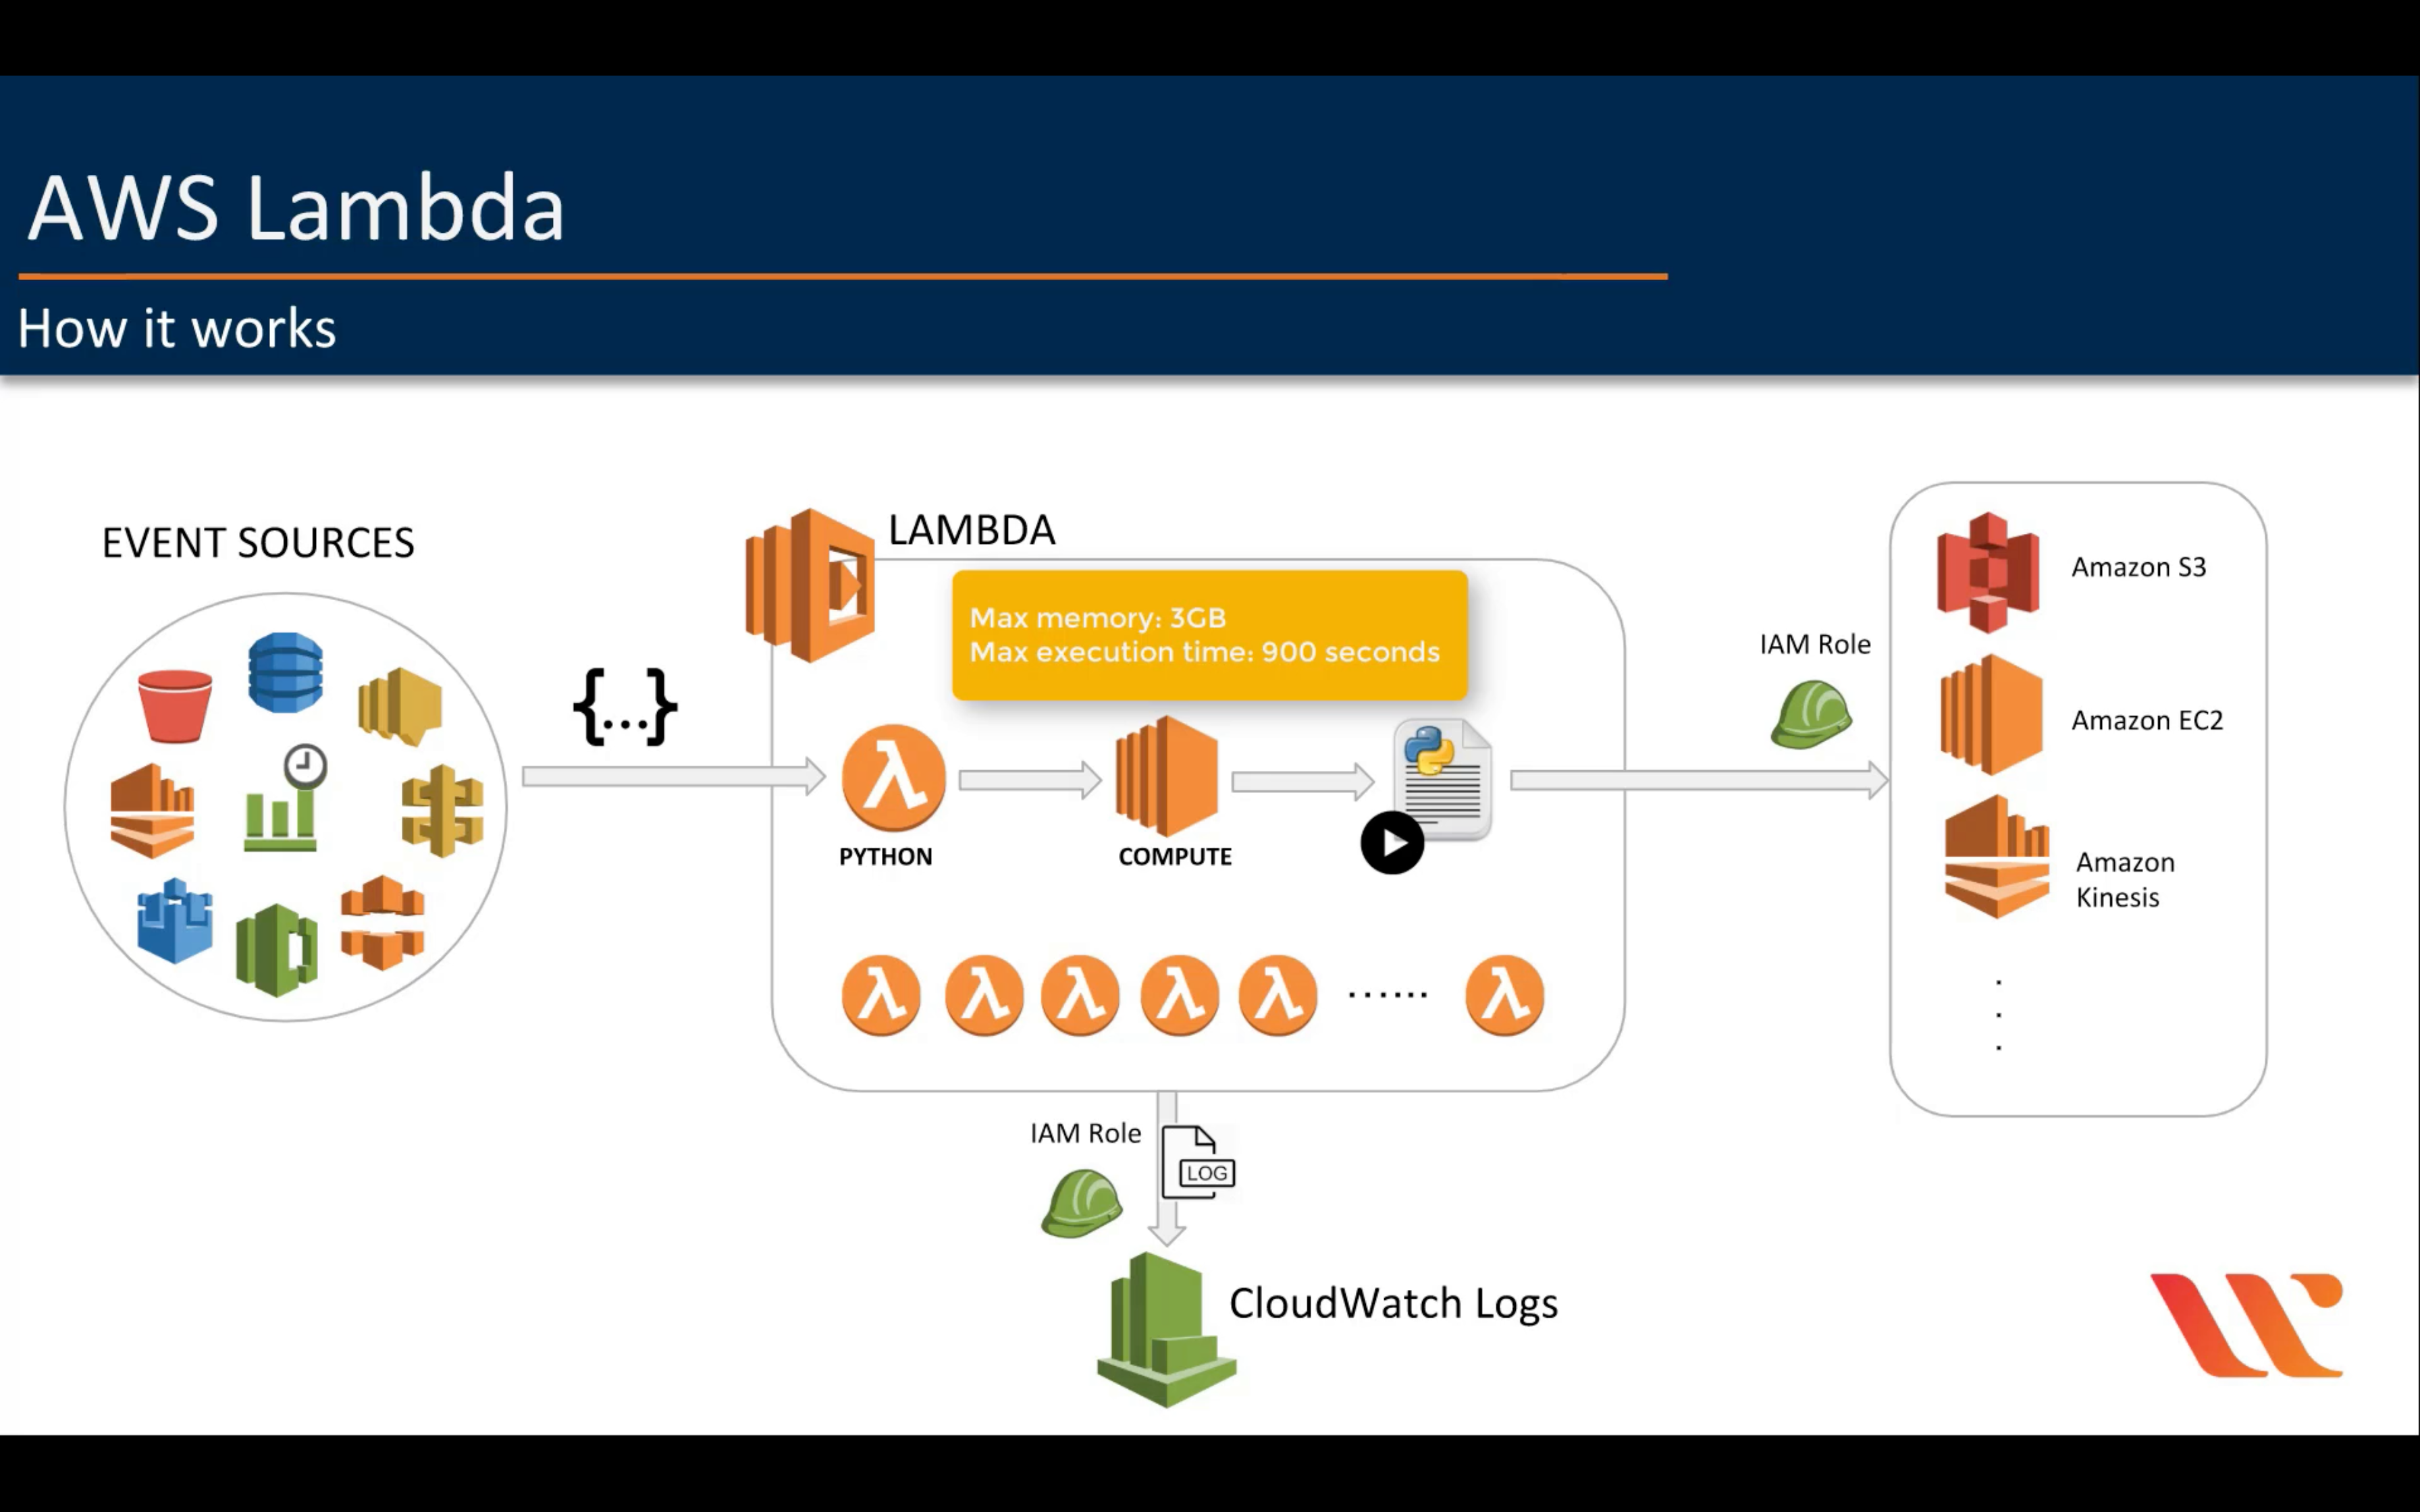 AWS Lambda
How it works
EVENT SOURCES
{...}
LAMBDA
Max memory: 3GB
Max execution time: 900 seconds
PYTHON
COMPUTE
......
IAM Role
Amazon S3
Amazon EC2
Amazon
Kinesis
IAM Role
LOG
CloudWatch Logs